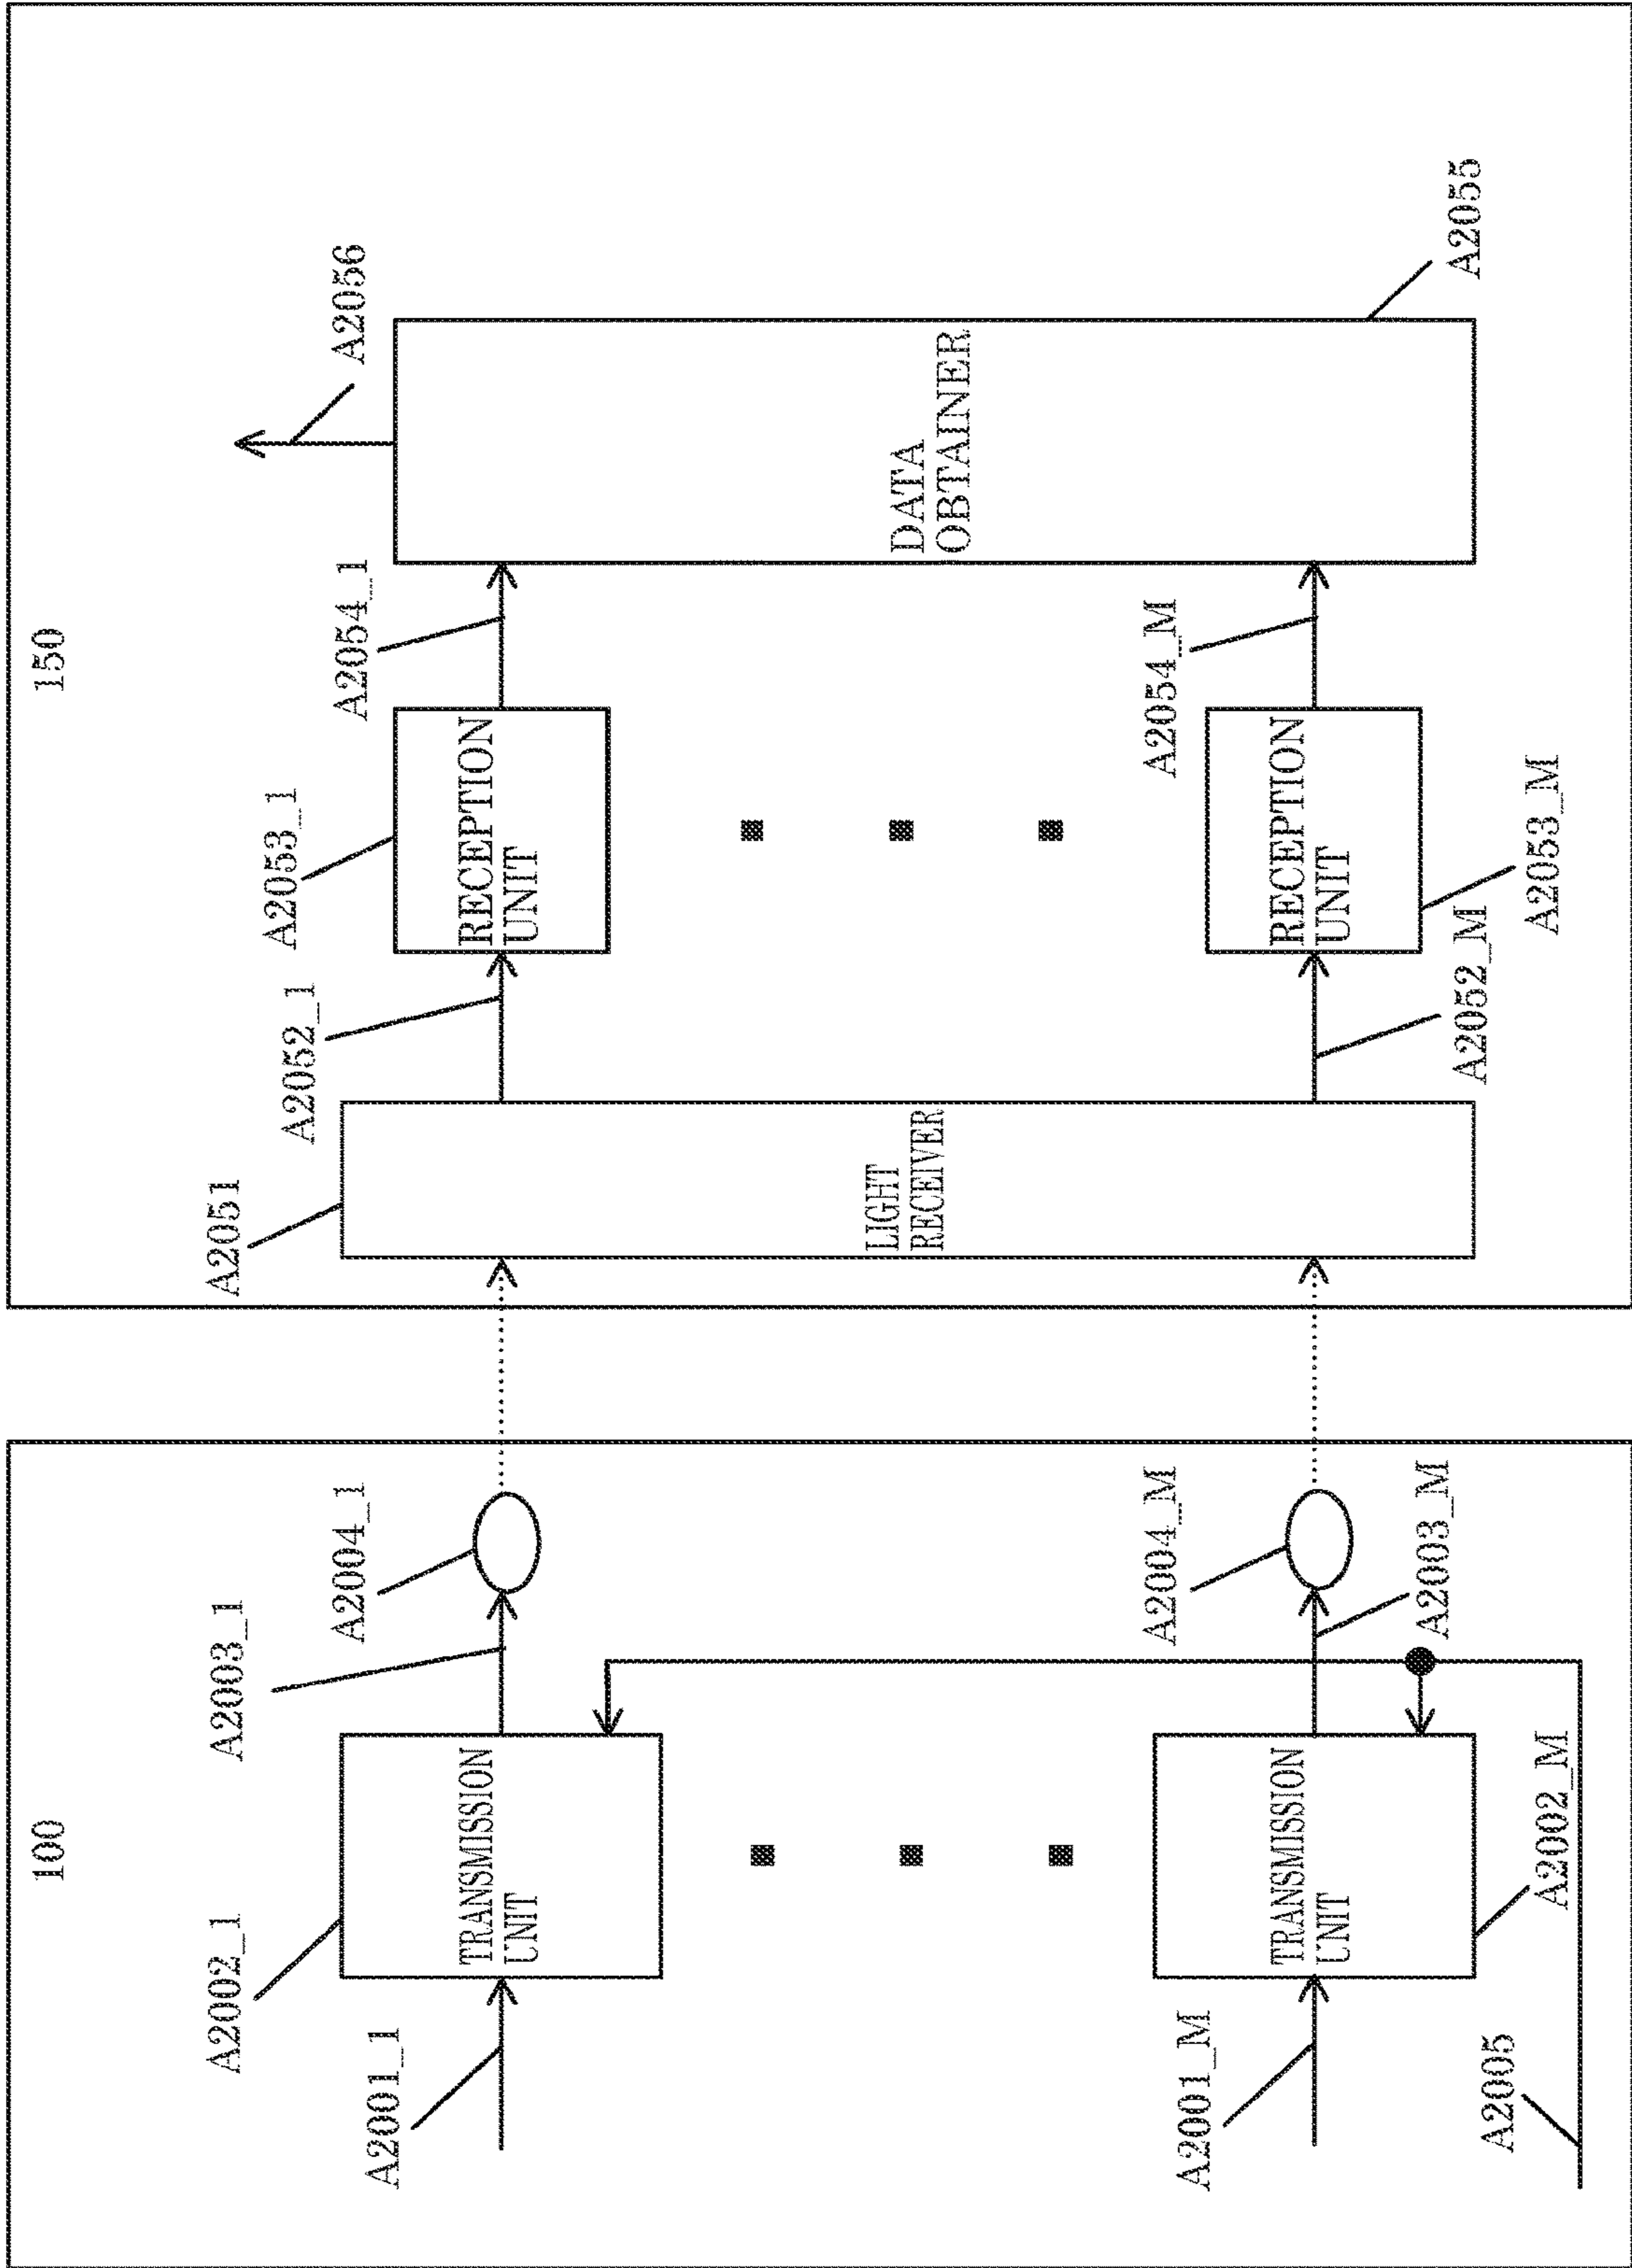 100
A2001_1
A2002_1
TRANSMISSION
UNIT
A2003_1
A2004_1
A2001_M
TRANSMISSION
UNIT
A2002_M
A2003_M
A2004_M
A2005
150
A2051
LIGHT
RECEIVER
A2052_1
A2053_1
RECEPTION
UNIT
A2054_1
A2052_M
RECEPTION
UNIT
A2053_M
A2054_M
DATA
OBTAINER
A2055
A2056